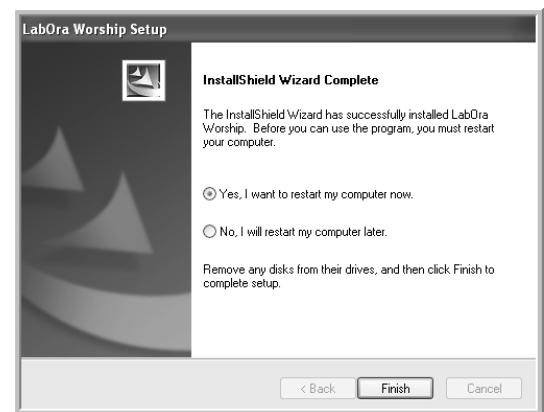 LabOra Worship Setup
InstallShield Wizard Complete
The InstallShield Wizard has successfully installed LabOra
Worship. Before you can use the program, you must restart
your computer.
Yes, I want to restart my computer now.
No, I will restart my computer later.
Remove any disks from their drives, and then click Finish to
complete setup.
< Back Finish Cancel